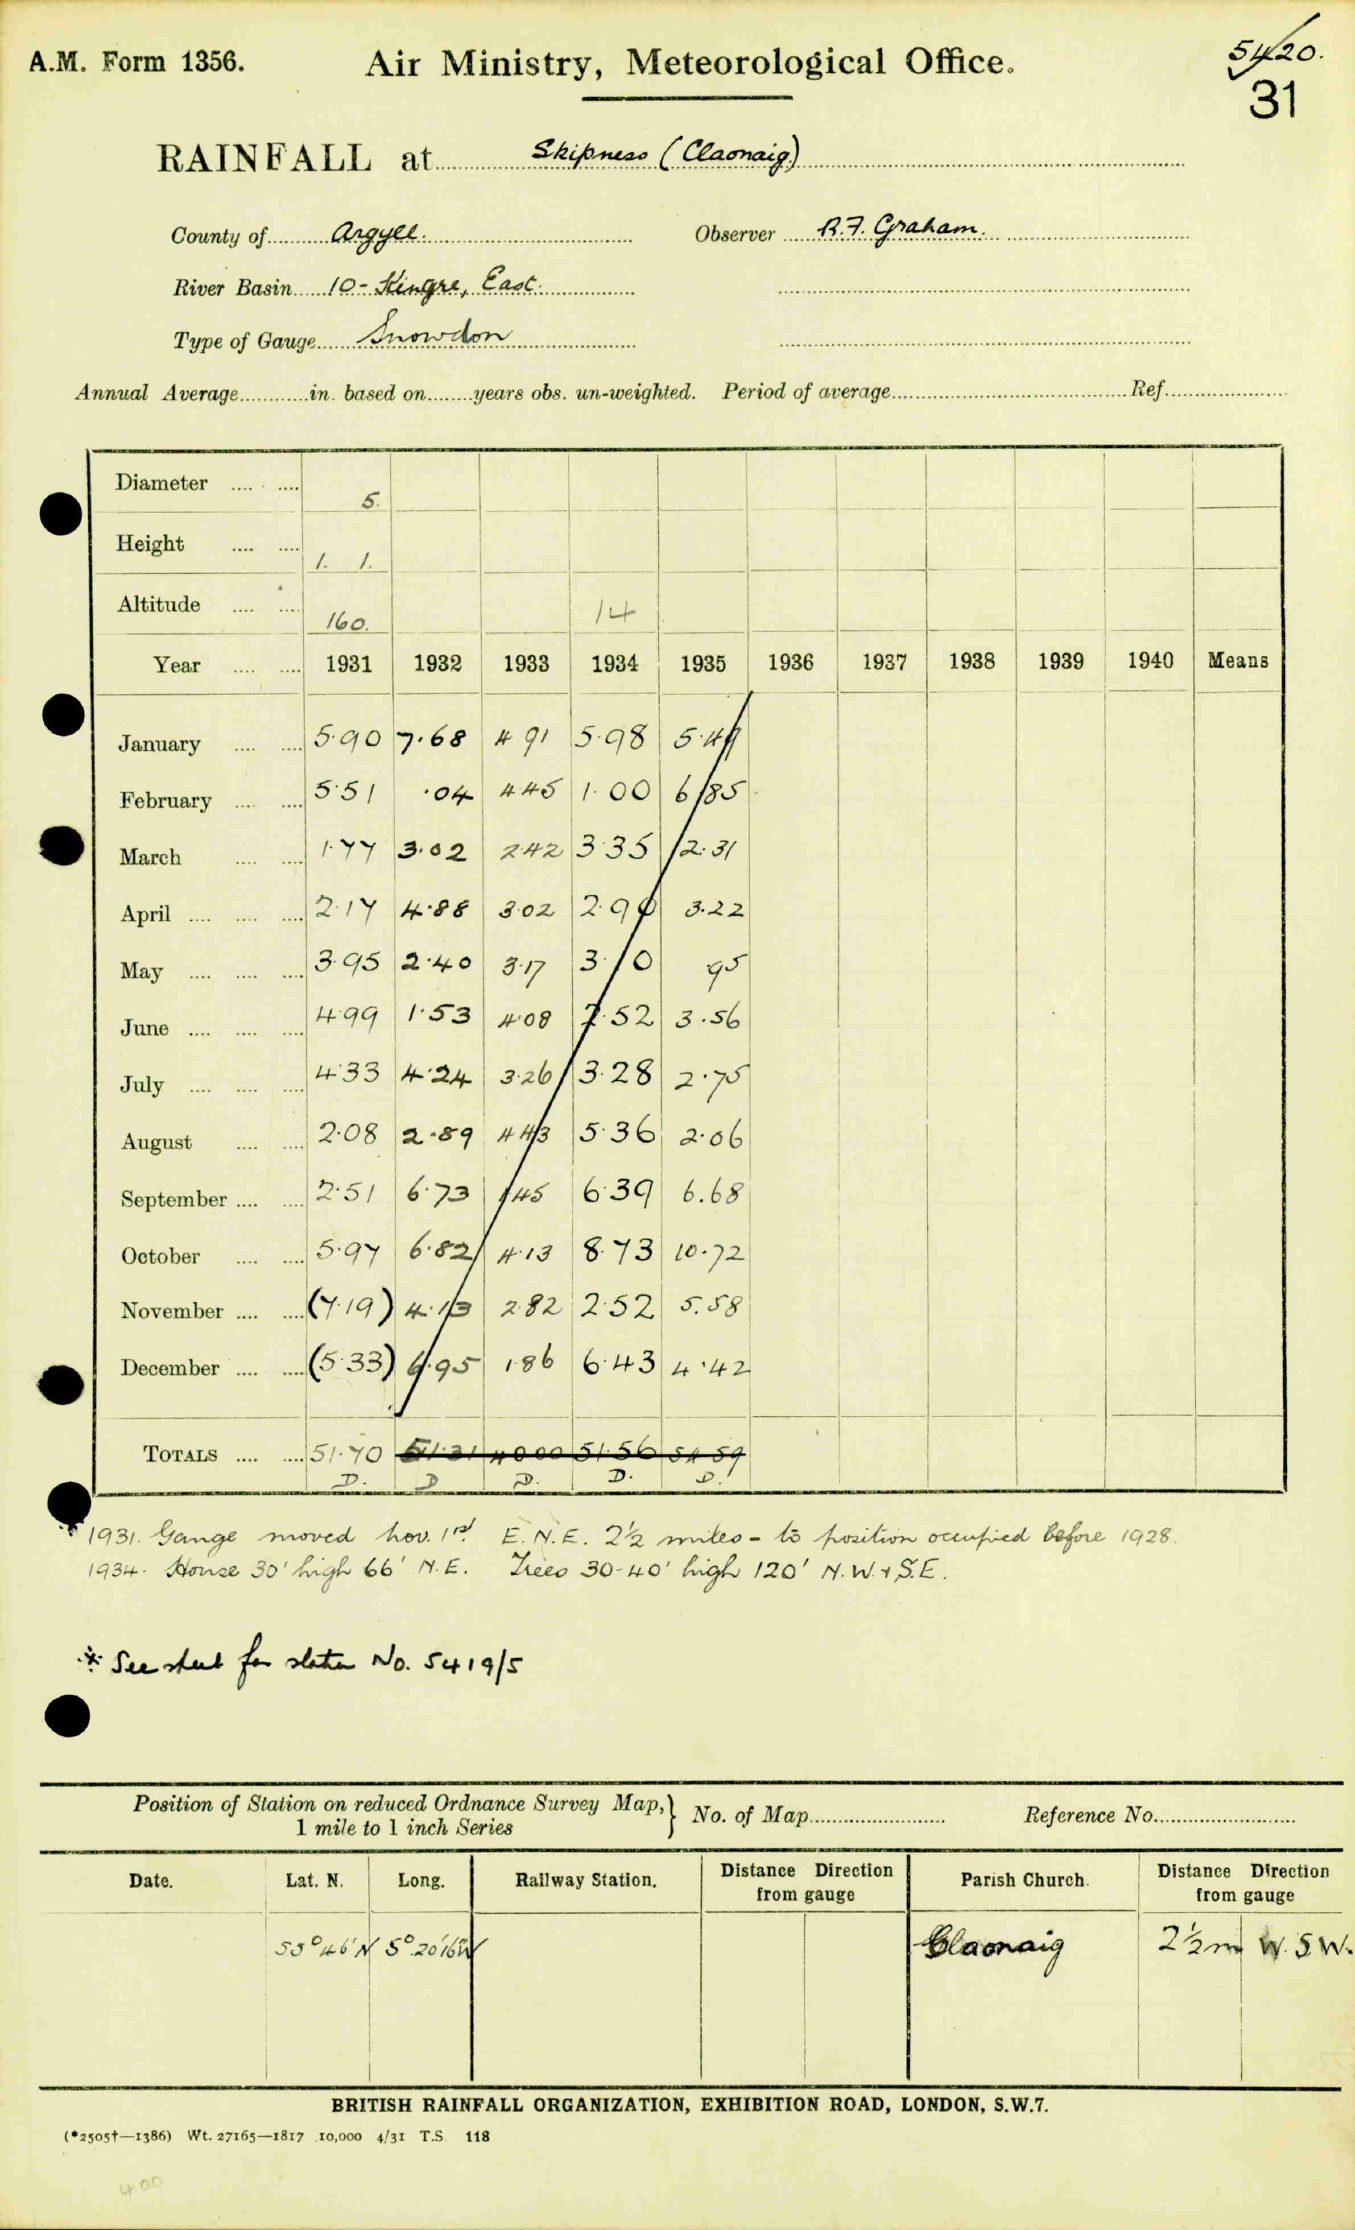 5420.
A.M. Form 1356. Air Ministry, Meteorological Office.
31
RAINFALL at Skipness (Claonaig)
County of Argyll. Observer R.F. Graham.
River Basin 10- East.
Type of Gauge Snowdon
Annual Average in. based on years obs. un-weighted. Period of average Ref.
Diameter 5.
Height 1. 1.
Altitude 160. 14
Year 1931 1932 1933 1934 1935 1936 1937 1938 1939 1940 Means
January 5.90 7.68 4.91 5.98 5.49
February 5.51 .04 4.45 1.00 6.85
March 1.77 3.02 2.42 3.35 2.31
April 2.17 4.88 3.02 2.90 3.22
May 3.95 2.40 3.17 3.10 .95
June 4.99 1.53 4.08 2.52 3.56
July 4.33 4.24 3.26 3.28 2.75
August 2.08 2.89 4.43 5.36 2.06
September 2.51 6.73 1.45 6.39 6.68
October 5.97 6.82 4.13 8.73 10.72
November (7.19) 4.13 2.82 2.52 5.58
December (5.33) 6.95 1.86 6.43 4.42
TOTALS 51.70 51.31 40.00 51.56 54.59
D. D D. D. D.
* 1931. Gauge moved Nov. 1st E.N.E. 2½ miles - to position occupied before 1928.
1934. House 30' high 66' N.E. Trees 30-40' high 120' N.W. + S.E.
* See sheet for station No. 5419/5
Position of Station on reduced Ordnance Survey Map, } No. of Map Reference No.
1 mile to 1 inch Series
Date. Lat. N. Long. Railway Station. Distance Direction from gauge Parish Church. Distance Direction from gauge
55° 46' N 5° 20' 16" W Claonaig 2½ m W.S.W.
BRITISH RAINFALL ORGANIZATION, EXHIBITION ROAD, LONDON, S.W.7.
(*2505†—1386) Wt. 27165—1817 10,000 4/31 T.S. 118
400